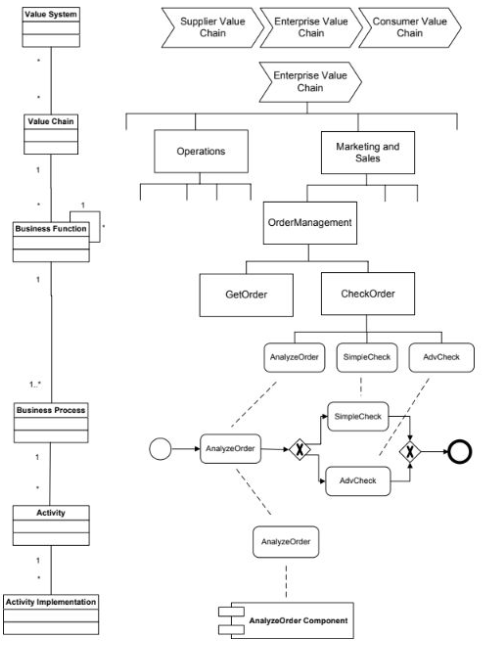 Value System
Supplier Value
Chain
Enterprise Value
Chain
Consumer Value
Chain
*
*
Enterprise Value
Chain
Value Chain
Operations
Marketing and
Sales
1
*
1
*
Business Function
OrderManagement
1
GetOrder
CheckOrder
AnalyzeOrder
SimpleCheck
AdvCheck
1..*
Business Process
SimpleCheck
AnalyzeOrder
X
X
AdvCheck
1
*
Activity
AnalyzeOrder
1
*
Activity Implementation
AnalyzeOrder Component